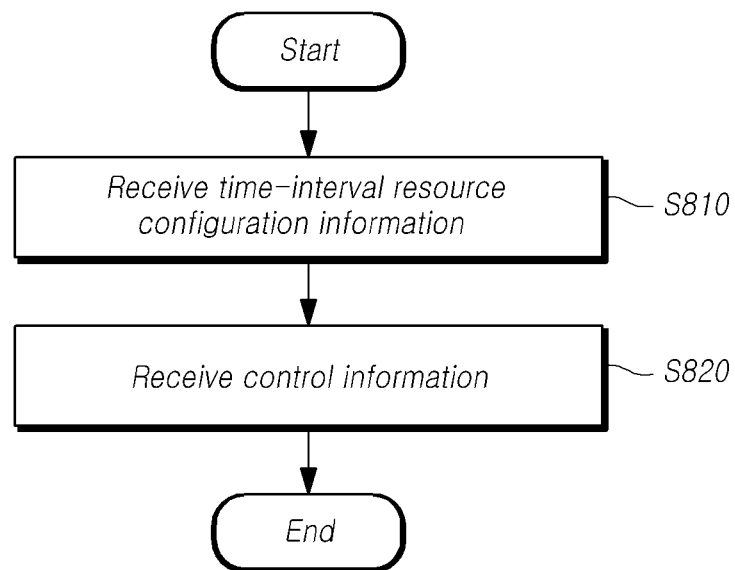 Start
Receive time-interval resource
configuration information
S810
Receive control information
S820
End